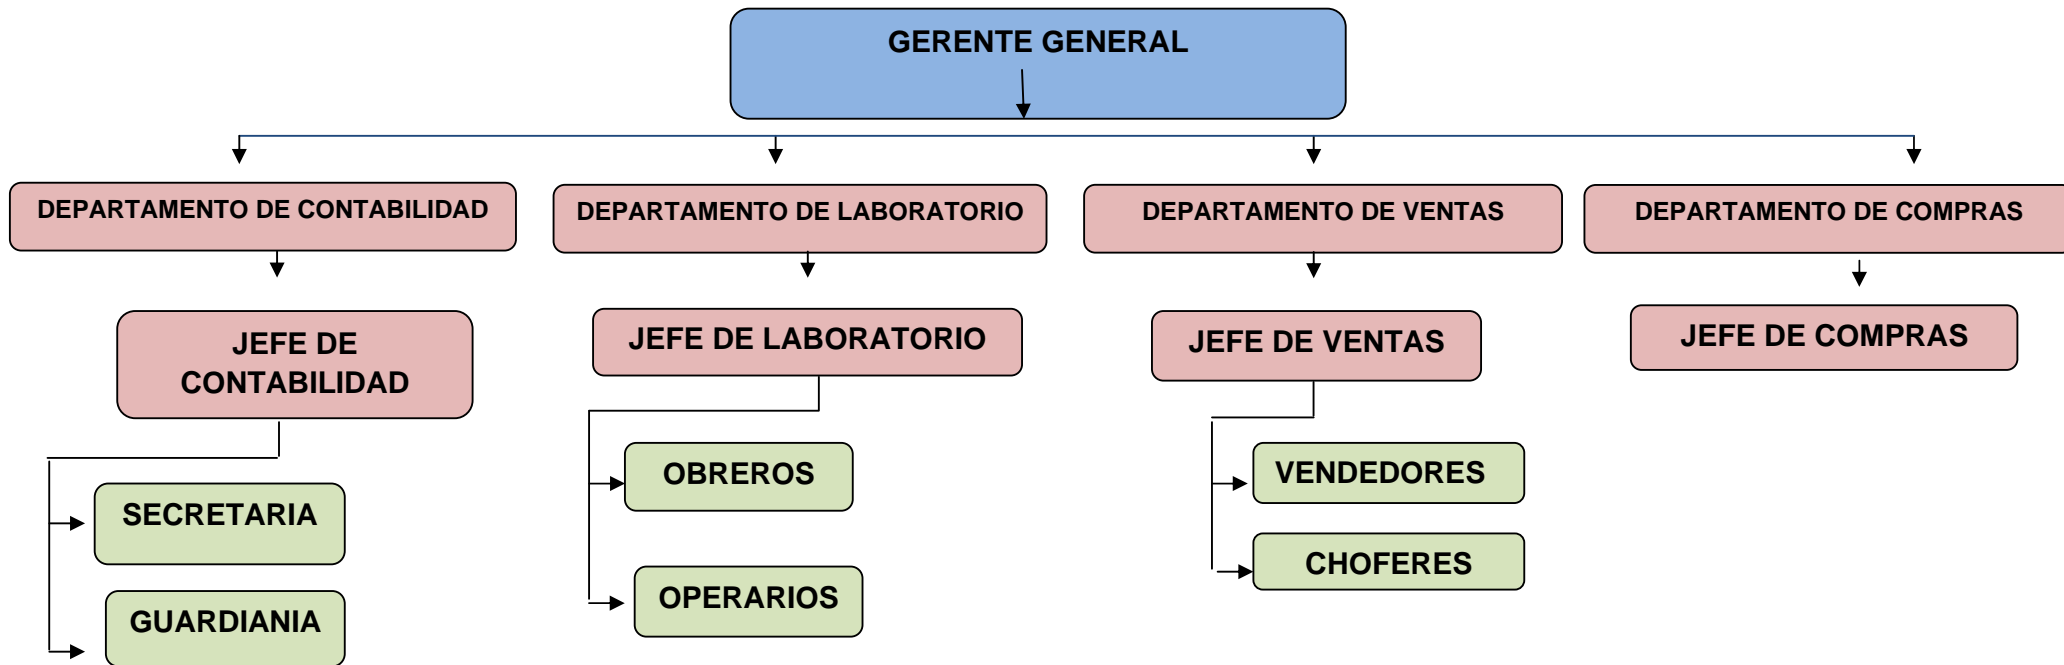 GERENTE GENERAL
DEPARTAMENTO DE CONTABILIDAD
DEPARTAMENTO DE LABORATORIO
DEPARTAMENTO DE VENTAS
DEPARTAMENTO DE COMPRAS
JEFE DE
CONTABILIDAD
JEFE DE LABORATORIO
JEFE DE VENTAS
JEFE DE COMPRAS
SECRETARIA
GUARDIANIA
OBREROS
OPERARIOS
VENDEDORES
CHOFERES